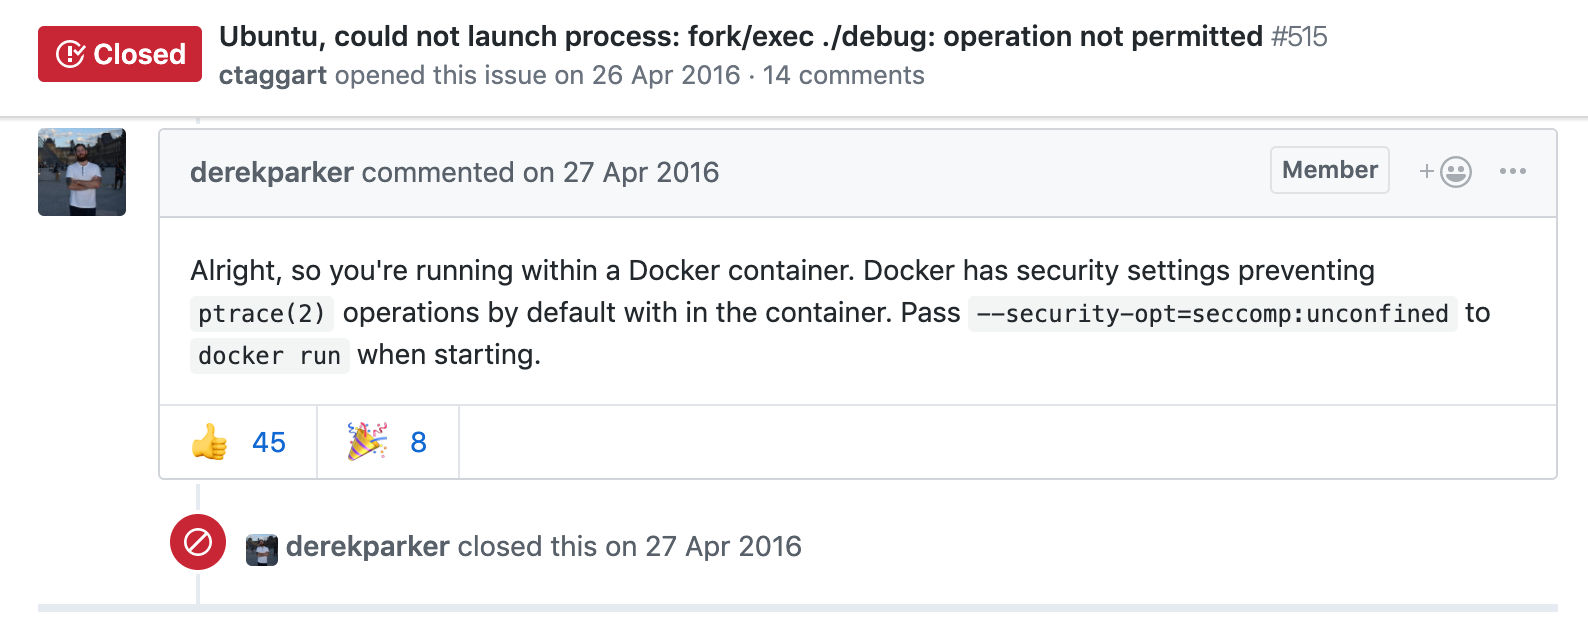 Closed
Ubuntu, could not launch process: fork/exec ./debug: operation not permitted #515
ctaggart opened this issue on 26 Apr 2016 · 14 comments
derekparker commented on 27 Apr 2016
Member
Alright, so you're running within a Docker container. Docker has security settings preventing
ptrace(2) operations by default with in the container. Pass --security-opt=seccomp:unconfined to
docker run when starting.
45
8
derekparker closed this on 27 Apr 2016